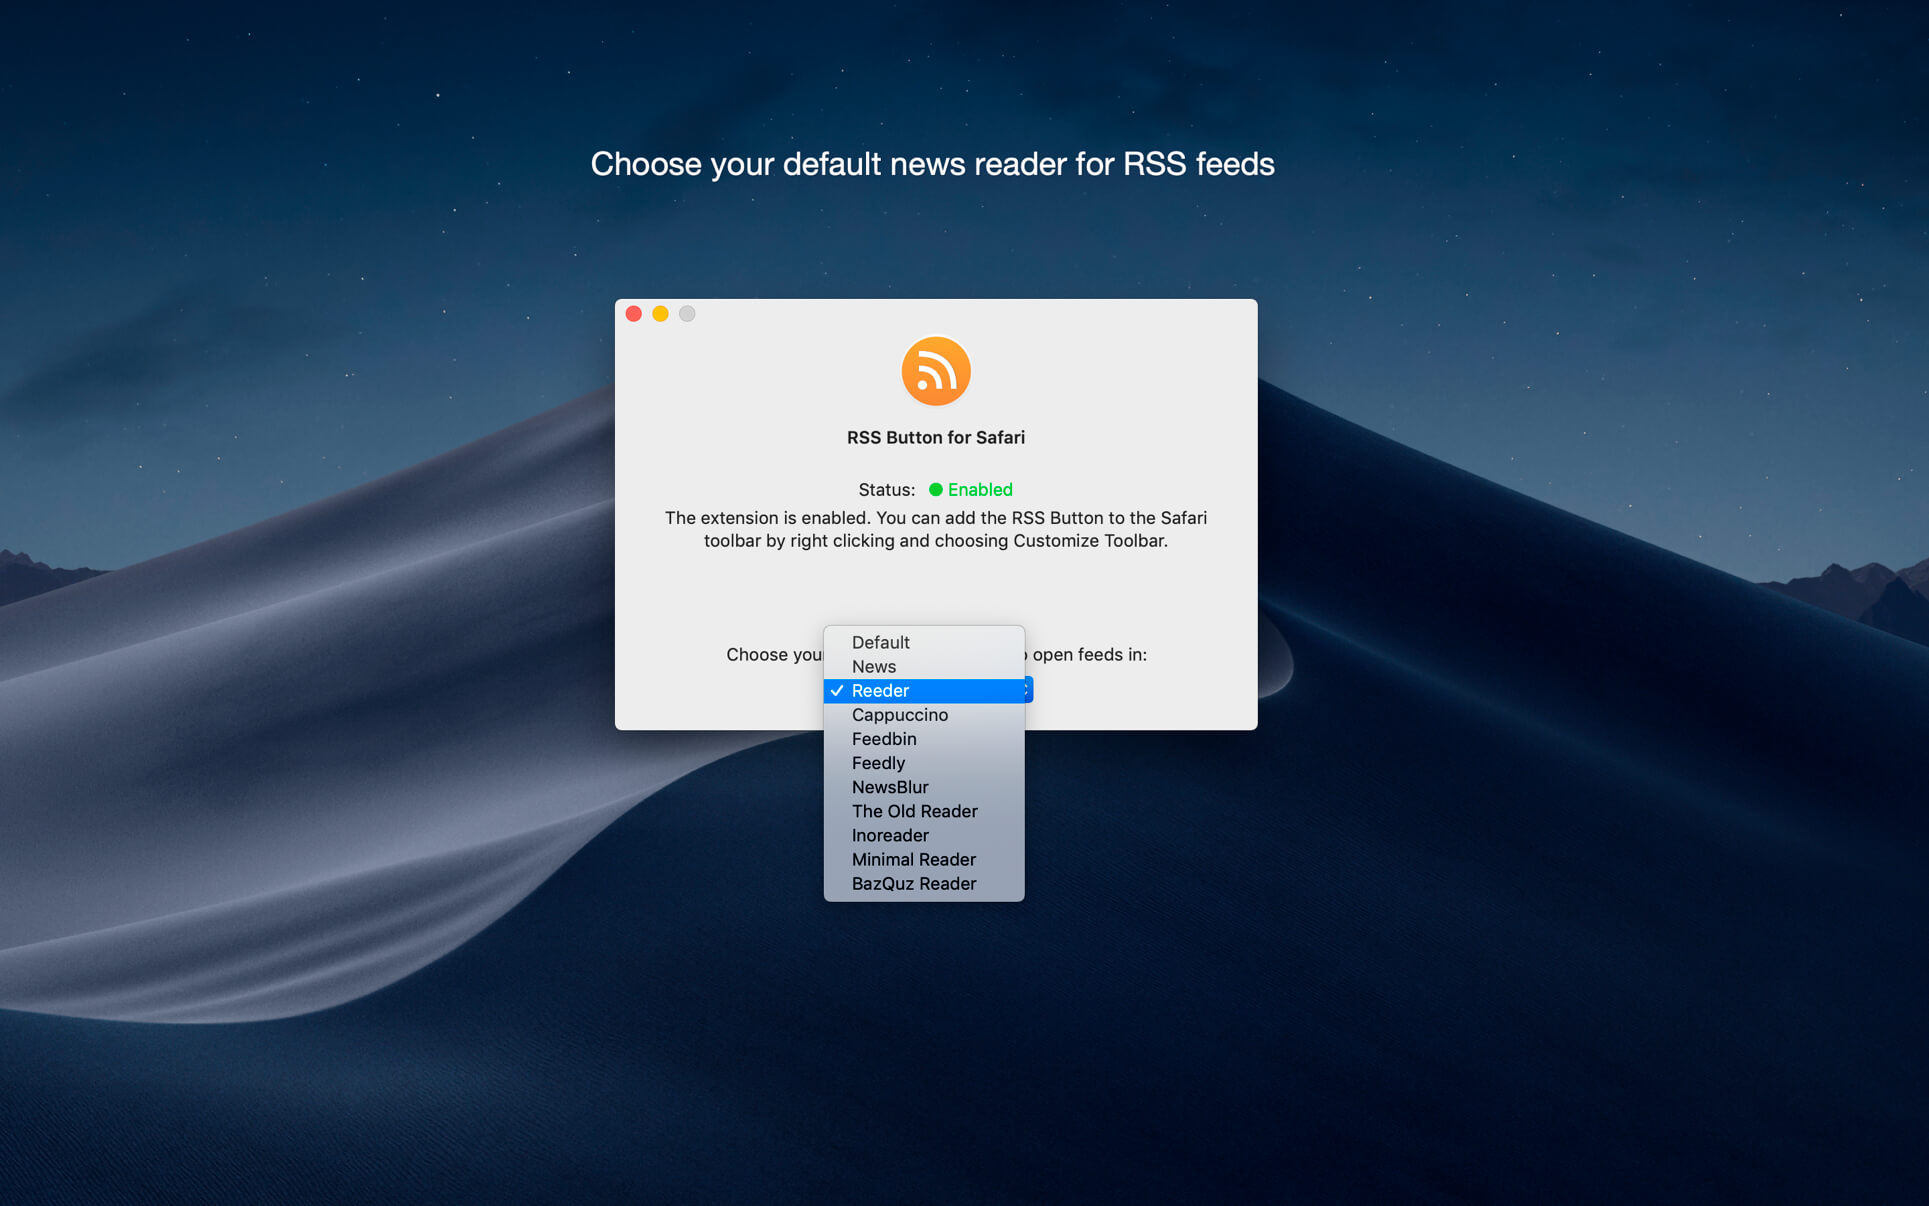 Choose your default news reader for RSS feeds
RSS Button for Safari
Status: Enabled
The extension is enabled. You can add the RSS Button to the Safari
toolbar by right clicking and choosing Customize Toolbar.
Choose you open feeds in:
Default
News
Reeder
Cappuccino
Feedbin
Feedly
NewsBlur
The Old Reader
Inoreader
Minimal Reader
BazQuz Reader